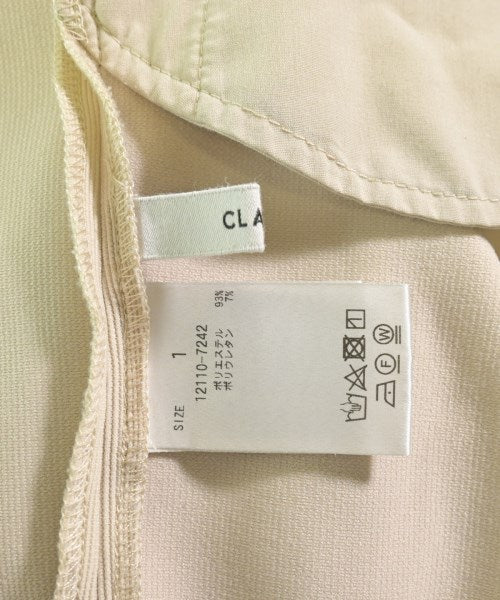 CLA
SIZE 1
12110-7242
ポリエステル 93%
ポリウレタン 7%
F W